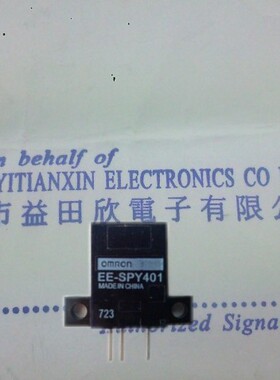 n behalf of
YITIANXIN ELECTRONICS CO
市益田欣電子有限公
omron
EE-SPY401
MADE IN CHINA
723
Authorized Signa